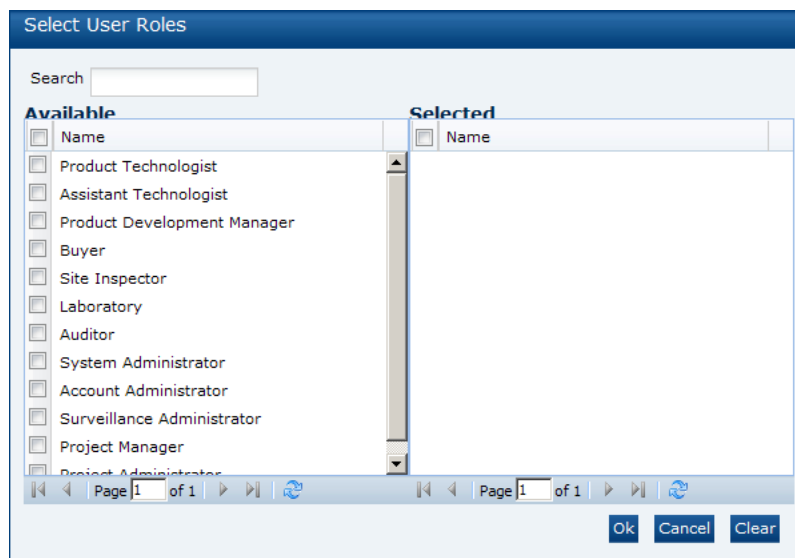 Select User Roles
Search
Available
Selected
Name
Name
Product Technologist
Assistant Technologist
Product Development Manager
Buyer
Site Inspector
Laboratory
Auditor
System Administrator
Account Administrator
Surveillance Administrator
Project Manager
Project Administrator
Page 1 of 1
Page 1 of 1
Ok Cancel Clear